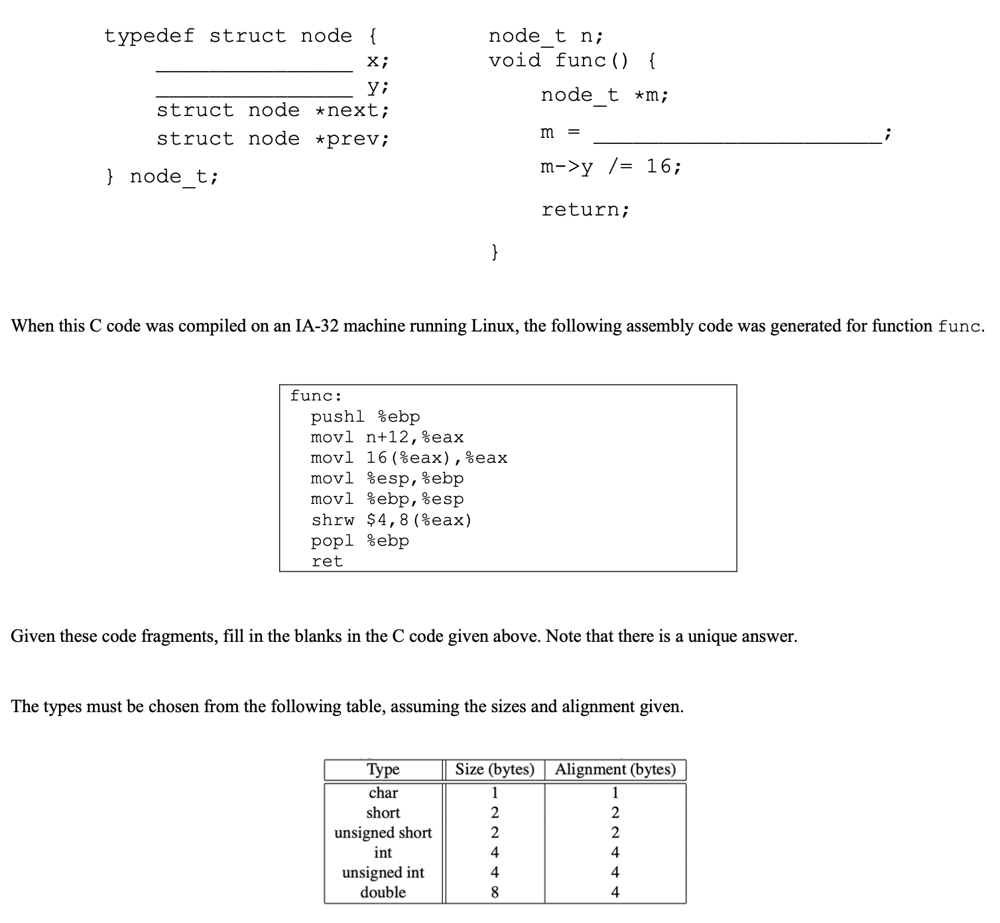 typedef struct node {
_______________ x;
_______________ y;
struct node *next;
struct node *prev;
} node_t;
node_t n;
void func() {
node_t *m;
m = ______________________;
m->y /= 16;
return;
}
When this C code was compiled on an IA-32 machine running Linux, the following assembly code was generated for function func.
func:
pushl %ebp
movl n+12,%eax
movl 16(%eax),%eax
movl %esp,%ebp
movl %ebp,%esp
shrw $4,8(%eax)
popl %ebp
ret
Given these code fragments, fill in the blanks in the C code given above. Note that there is a unique answer.
The types must be chosen from the following table, assuming the sizes and alignment given.
Type Size (bytes) Alignment (bytes)
char 1 1
short 2 2
unsigned short 2 2
int 4 4
unsigned int 4 4
double 8 4